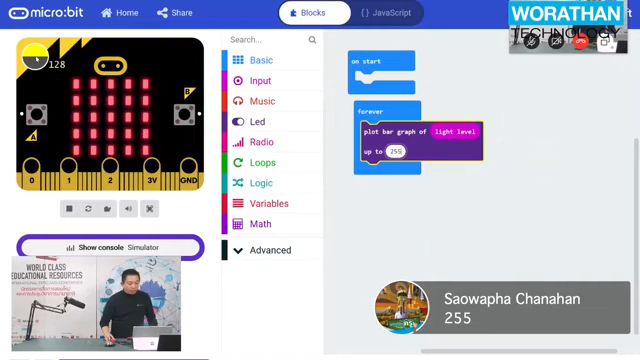 micro:bit
Home
Share
Blocks
JavaScript
WORATHAN
TECHNOLOGY
128
B
A
0 1 2 3V GND
Show console Simulator
Search...
Basic
Input
Music
Led
Radio
Loops
Logic
Variables
Math
Advanced
on start
forever
plot bar graph of light level
up to 255
WORLD CLASS
EDUCATIONAL RESOURCES
Saowapha Chanahan
255